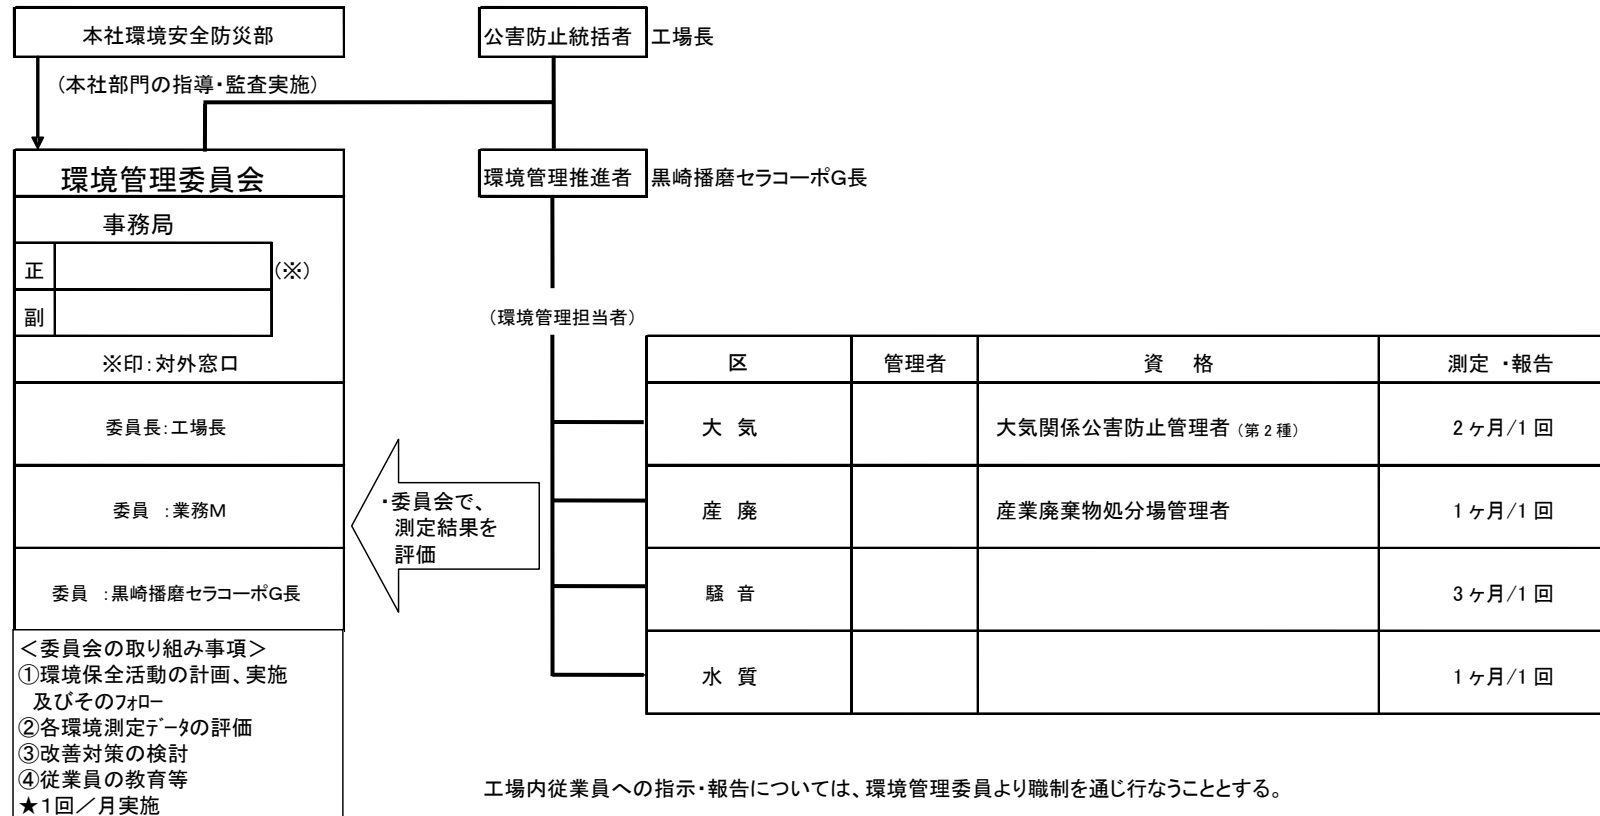 本社環境安全防災部
公害防止統括者 工場長
(本社部門の指導・監査実施)
環境管理委員会
環境管理推進者 黒崎播磨セラコーポG長
事務局
正 (※)
副
(環境管理担当者)
※印:対外窓口
委員長:工場長
委員 :業務M
委員 :黒崎播磨セラコーポG長
・委員会で、
測定結果を
評価
区 管理者 資 格 測定 ・報告
大 気 大気関係公害防止管理者 (第2種) 2ヶ月/1回
産 廃 産業廃棄物処分場管理者 1ヶ月/1回
騒 音 3ヶ月/1回
水 質 1ヶ月/1回
<委員会の取り組み事項>
①環境保全活動の計画、実施
及びそのフォロー
②各環境測定データの評価
③改善対策の検討
④従業員の教育等
★1回/月実施
工場内従業員への指示・報告については、環境管理委員より職制を通じ行なうこととする。